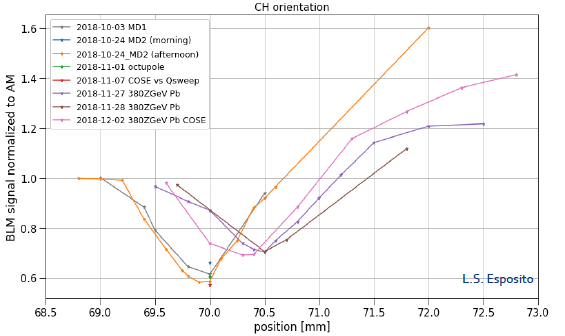 CH orientation
2018-10-03 MD1
2018-10-24 MD2 (morning)
2018-10-24_MD2 (afternoon)
2018-11-01 octupole
2018-11-07 COSE vs Qsweep
2018-11-27 380ZGeV Pb
2018-11-28 380ZGeV Pb
2018-12-02 380ZGeV Pb COSE
BLM signal normalized to AM
1.6
1.4
1.2
1.0
0.8
0.6
L.S. Esposito
68.5 69.0 69.5 70.0 70.5 71.0 71.5 72.0 72.5 73.0
position [mm]